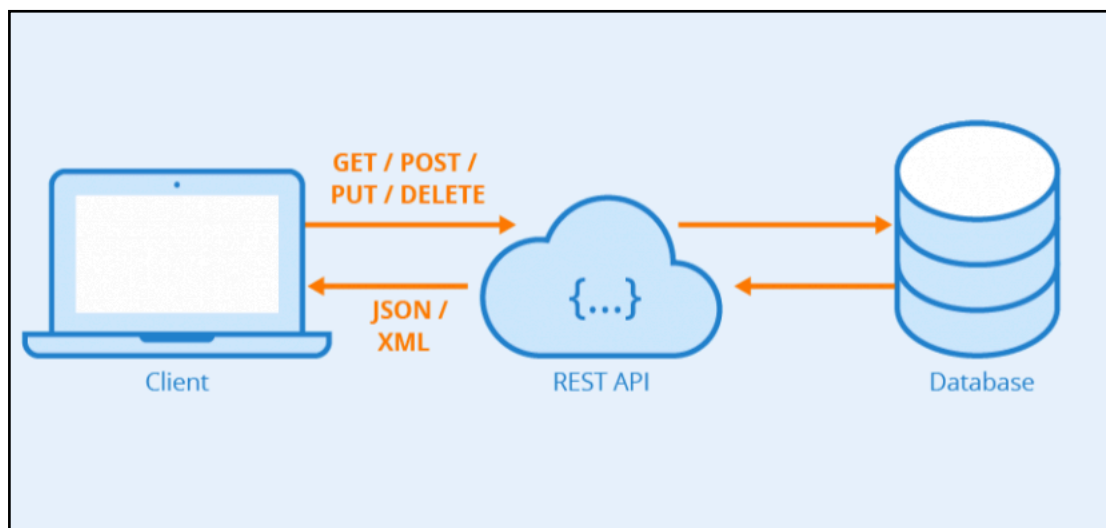 GET / POST /
PUT / DELETE
{...}
JSON /
XML
Client
REST API
Database